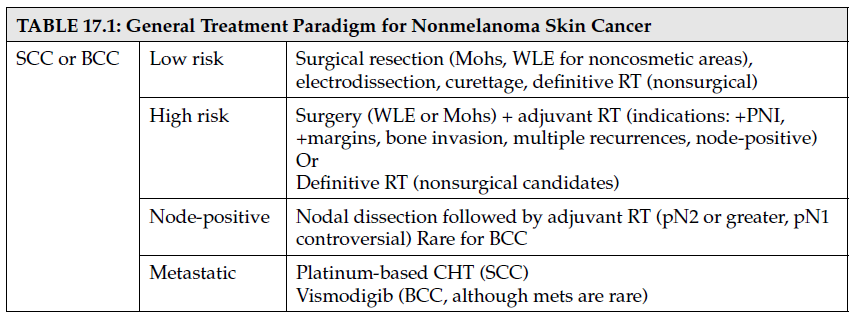 TABLE 17.1: General Treatment Paradigm for Nonmelanoma Skin Cancer
SCC or BCC
Low risk
Surgical resection (Mohs, WLE for noncosmetic areas),
electrodissection, curettage, definitive RT (nonsurgical)
High risk
Surgery (WLE or Mohs) + adjuvant RT (indications: +PNI,
+margins, bone invasion, multiple recurrences, node-positive)
Or
Definitive RT (nonsurgical candidates)
Node-positive
Nodal dissection followed by adjuvant RT (pN2 or greater, pN1
controversial) Rare for BCC
Metastatic
Platinum-based CHT (SCC)
Vismodigib (BCC, although mets are rare)